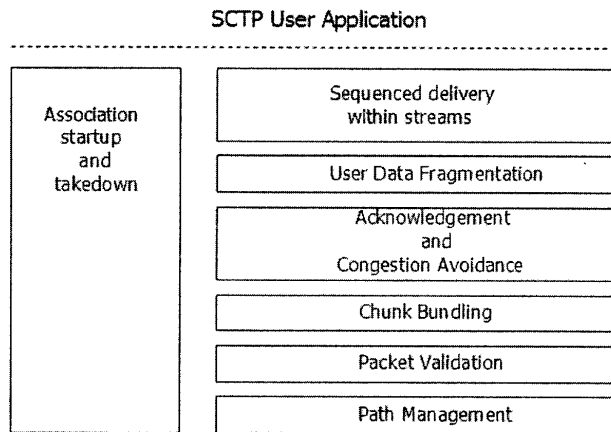 SCTP User Application
Association
startup
and
takedown
Sequenced delivery
within streams
User Data Fragmentation
Acknowledgement
and
Congestion Avoidance
Chunk Bundling
Packet Validation
Path Management